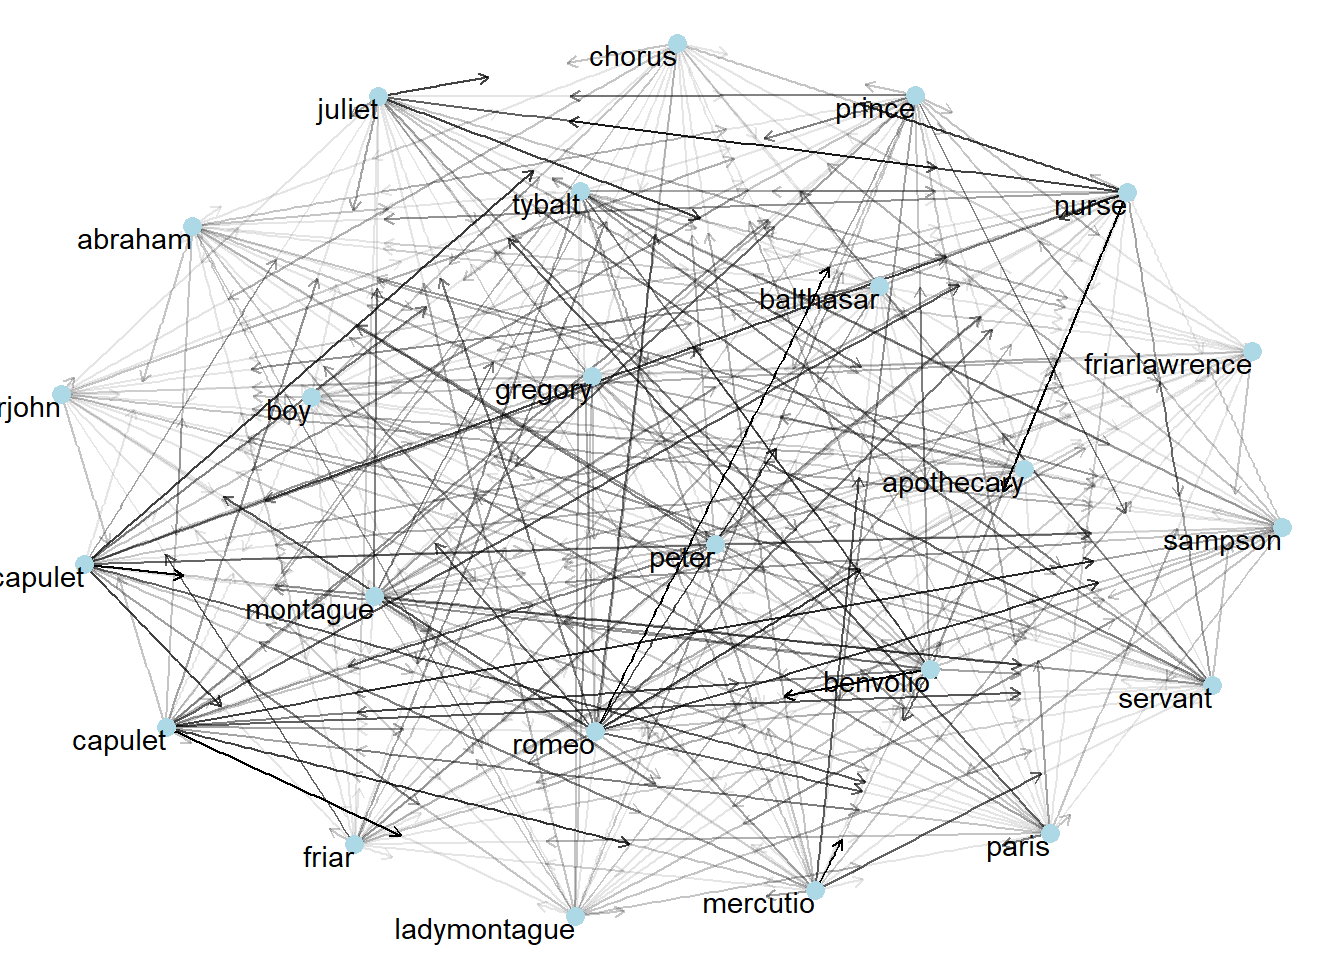 chorus
juliet
prince
tybalt
nurse
abraham
balthasar
friarlawrence
gregory
rjohn
boy
apothecary
sampson
peter
capulet
montague
benvolio
servant
capulet
romeo
paris
friar
mercutio
ladymontague